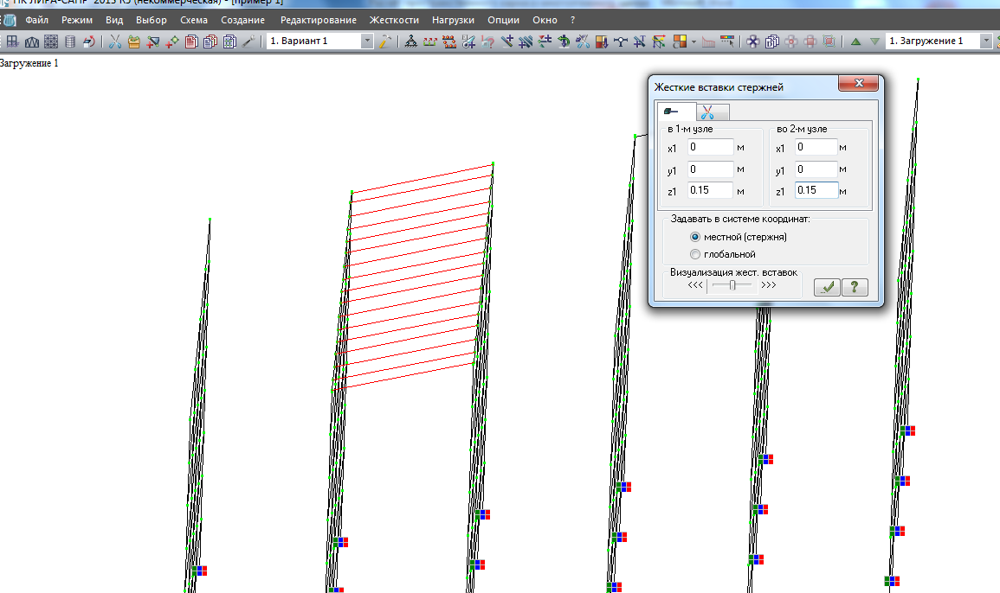 ПК ЛИРА-САПР 2013 R5 (некоммерческая) - [пример 1]
Файл Режим Вид Выбор Схема Создание Редактирование Жесткости Нагрузки Опции Окно ?
1. Вариант 1 1. Загружение 1
Загружение 1
Жесткие вставки стержней
в 1-м узле во 2-м узле
x1 0 м x1 0 м
y1 0 м y1 0 м
z1 0.15 м z1 0.15 м
Задавать в системе координат:
местной (стержня)
глобальной
Визуализация жест. вставок
<<< >>>
?